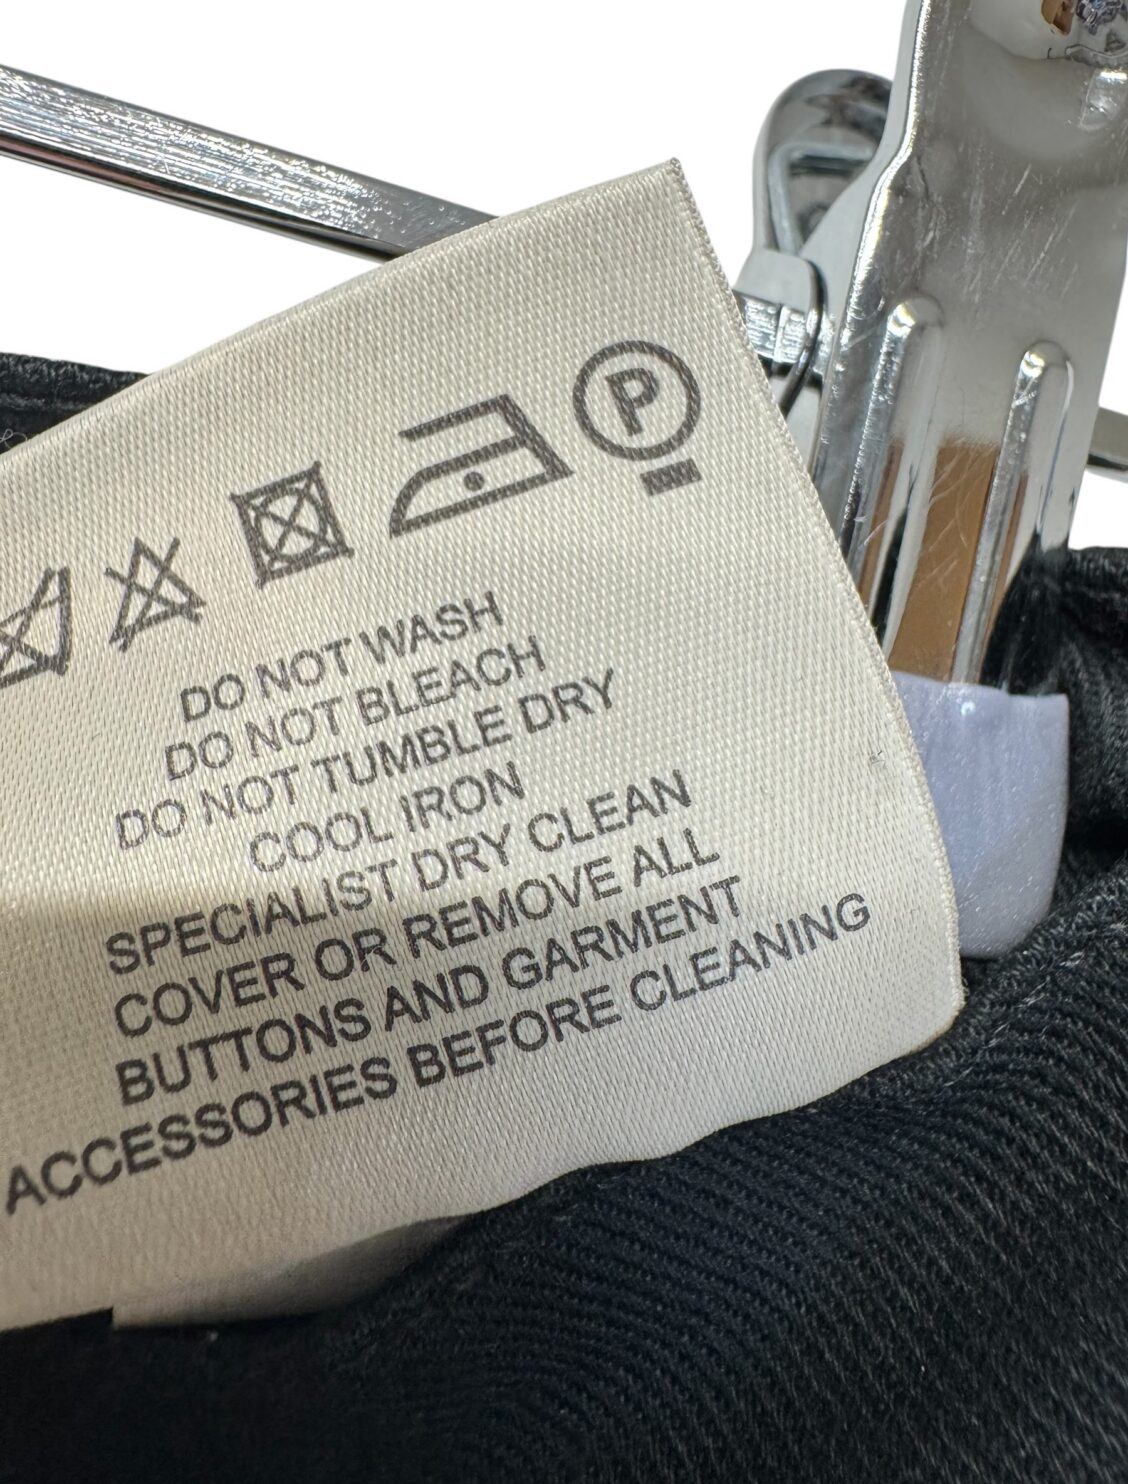 P
DO NOT WASH
DO NOT BLEACH
DO NOT TUMBLE DRY
COOL IRON
SPECIALIST DRY CLEAN
COVER OR REMOVE ALL
BUTTONS AND GARMENT
ACCESSORIES BEFORE CLEANING